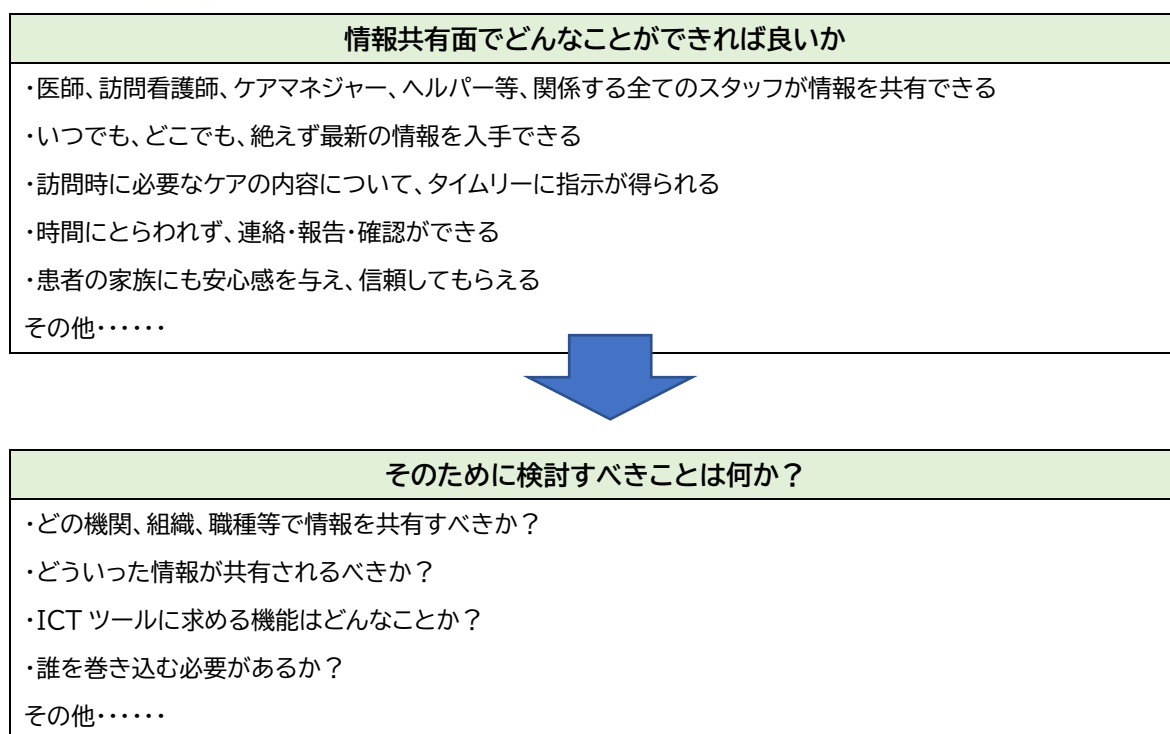 情報共有面でどんなことができれば良いか
・医師、訪問看護師、ケアマネジャー、ヘルパー等、関係する全てのスタッフが情報を共有できる
・いつでも、どこでも、絶えず最新の情報を入手できる
・訪問時に必要なケアの内容について、タイムリーに指示が得られる
・時間にとらわれず、連絡・報告・確認ができる
・患者の家族にも安心感を与え、信頼してもらえる
その他・・・・・・
そのために検討すべきことは何か？
・どの機関、組織、職種等で情報を共有すべきか？
・どういった情報が共有されるべきか？
・ICT ツールに求める機能はどんなことか？
・誰を巻き込む必要があるか？
その他・・・・・・